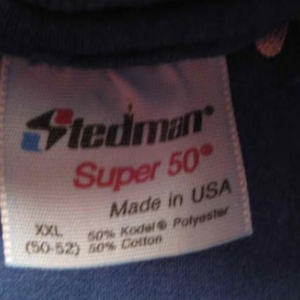 Stedman®
Super 50®
Made in USA
XXL 50% Kodel® Polyester
(50-52) 50% Cotton